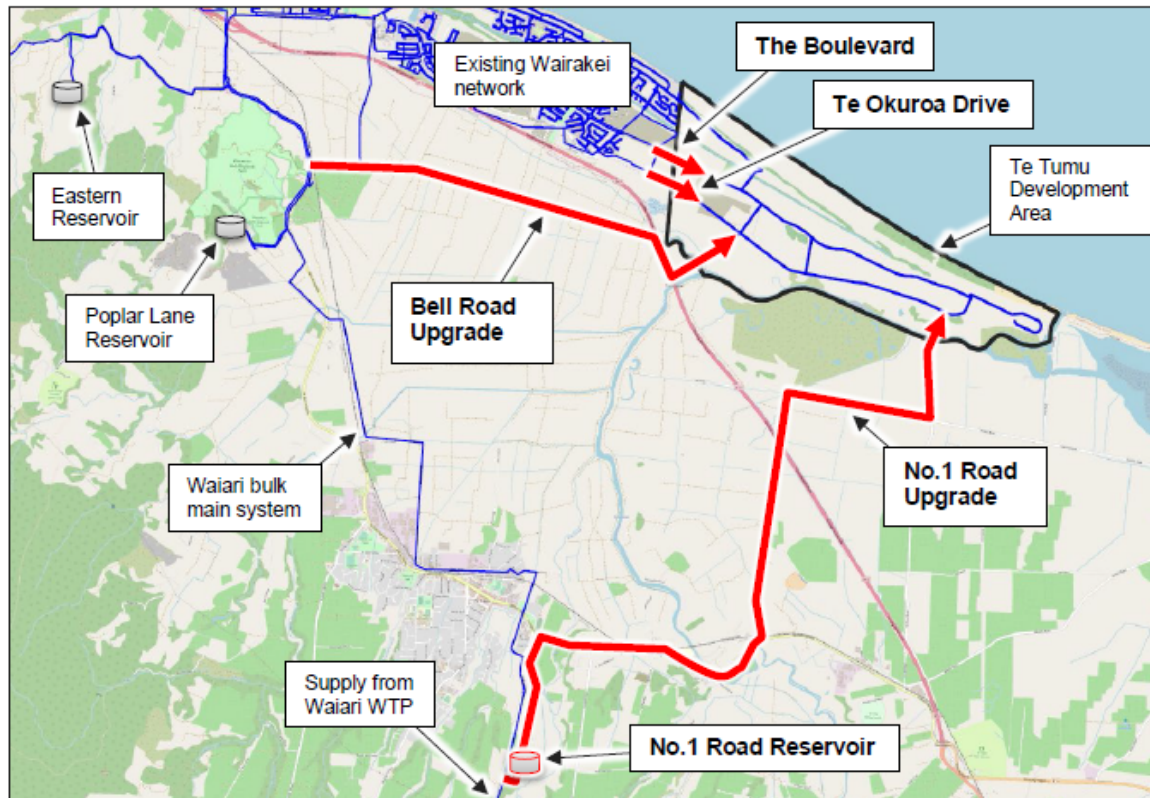 The Boulevard
Existing Wairakei
network
Te Okuroa Drive
Te Tumu
Development
Area
Eastern
Reservoir
Poplar Lane
Reservoir
Bell Road
Upgrade
Waiari bulk
main system
No.1 Road
Upgrade
Supply from
Waiari WTP
No.1 Road Reservoir